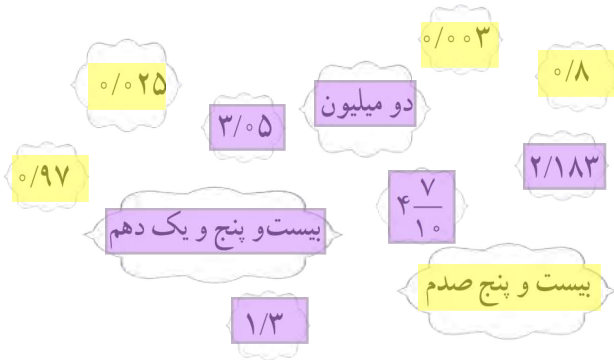 ۰/۰۰۳
۰/۸
۰/۰۲۵
دو میلیون
۳/۰۵
۲/۱۸۳
۰/۹۷
۴ ۷/۱۰
بیست‌و پنج و یک دهم
بیست و پنج صدم
۱/۳